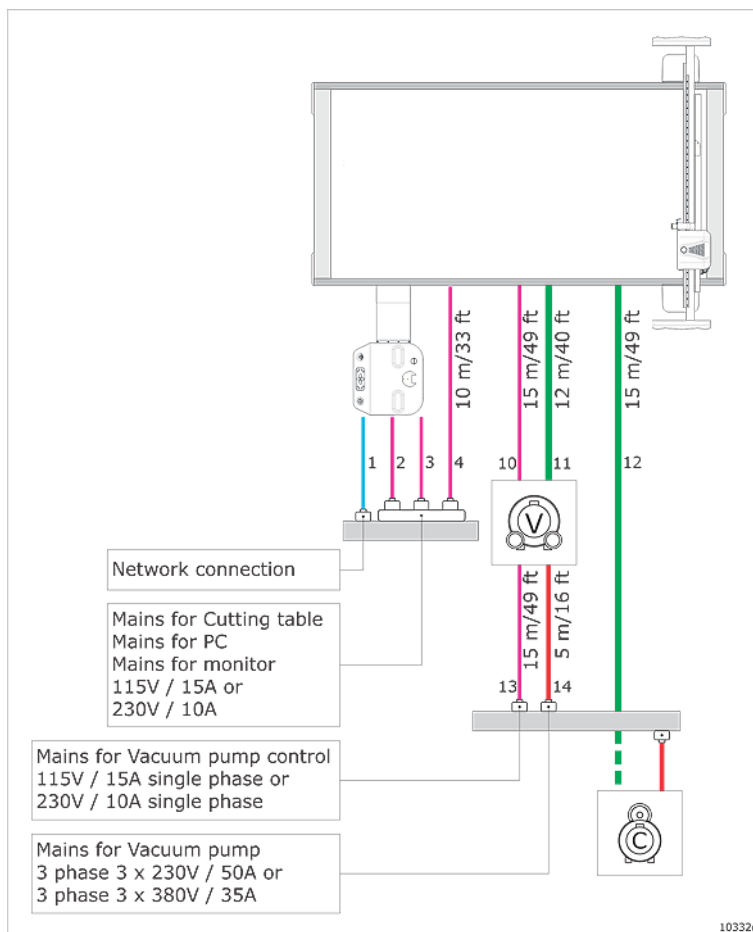 10 m/33 ft
15 m/49 ft
12 m/40 ft
15 m/49 ft
1
2
3
4
10
11
12
V
Network connection
Mains for Cutting table
Mains for PC
Mains for monitor
115V / 15A or
230V / 10A
15 m/49 ft
5 m/16 ft
13
14
Mains for Vacuum pump control
115V / 15A single phase or
230V / 10A single phase
C
Mains for Vacuum pump
3 phase 3 x 230V / 50A or
3 phase 3 x 380V / 35A